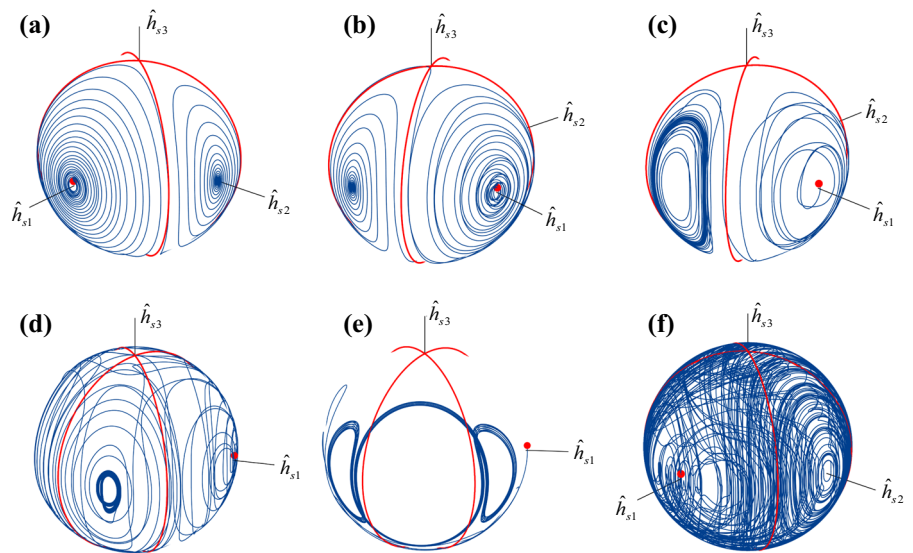 (a) ĥs3
ĥs1
ĥs2
(b) ĥs3
ĥs2
ĥs1
(c) ĥs3
ĥs2
ĥs1
(d) ĥs3
ĥs1
(e) ĥs3
ĥs1
(f) ĥs3
ĥs1
ĥs2